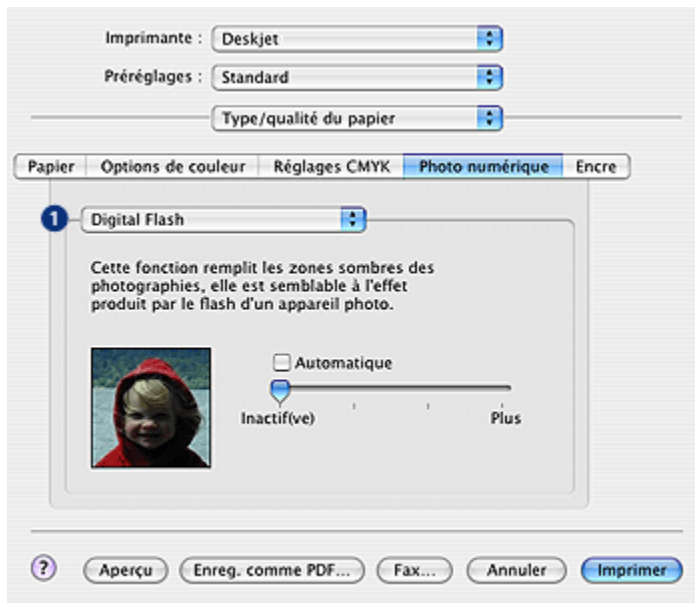 Imprimante : Deskjet
Préréglages : Standard
Type/qualité du papier
Papier Options de couleur Réglages CMYK Photo numérique Encre
1 Digital Flash
Cette fonction remplit les zones sombres des
photographies, elle est semblable à l'effet
produit par le flash d'un appareil photo.
Automatique
Inactif(ve) Plus
? Aperçu Enreg. comme PDF... Fax... Annuler Imprimer